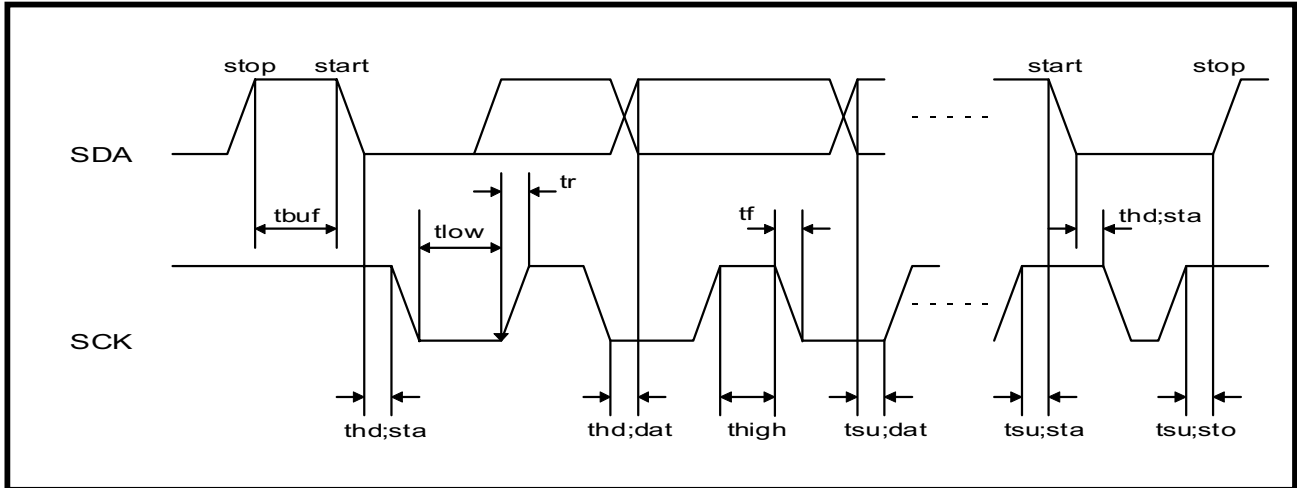 stop start start stop
SDA
tr
tbuf tf thd;sta
tlow
SCK
thd;sta thd;dat thigh tsu;dat tsu;sta tsu;sto